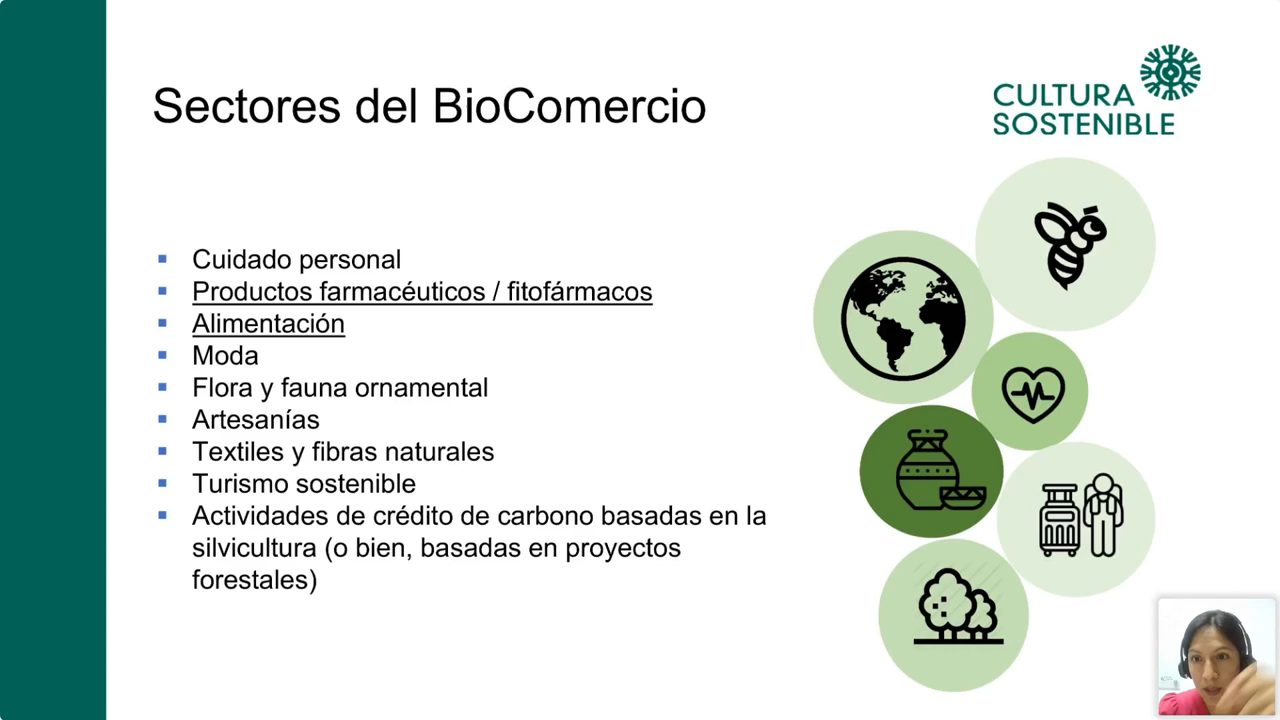 Sectores del BioComercio
CULTURA
SOSTENIBLE
Cuidado personal
Productos farmacéuticos / fitofármacos
Alimentación
Moda
Flora y fauna ornamental
Artesanías
Textiles y fibras naturales
Turismo sostenible
Actividades de crédito de carbono basadas en la
silvicultura (o bien, basadas en proyectos
forestales)